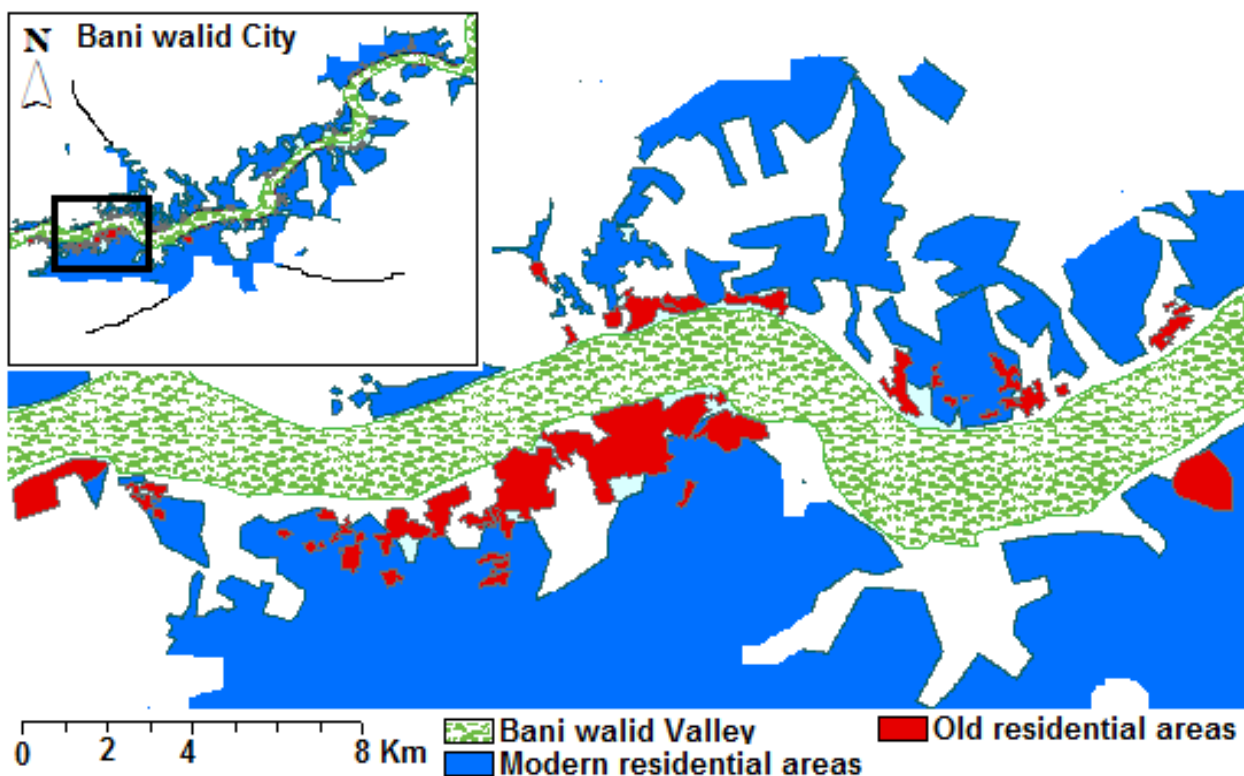 N Bani walid City
0 2 4 8 Km
Bani walid Valley
Old residential areas
Modern residential areas